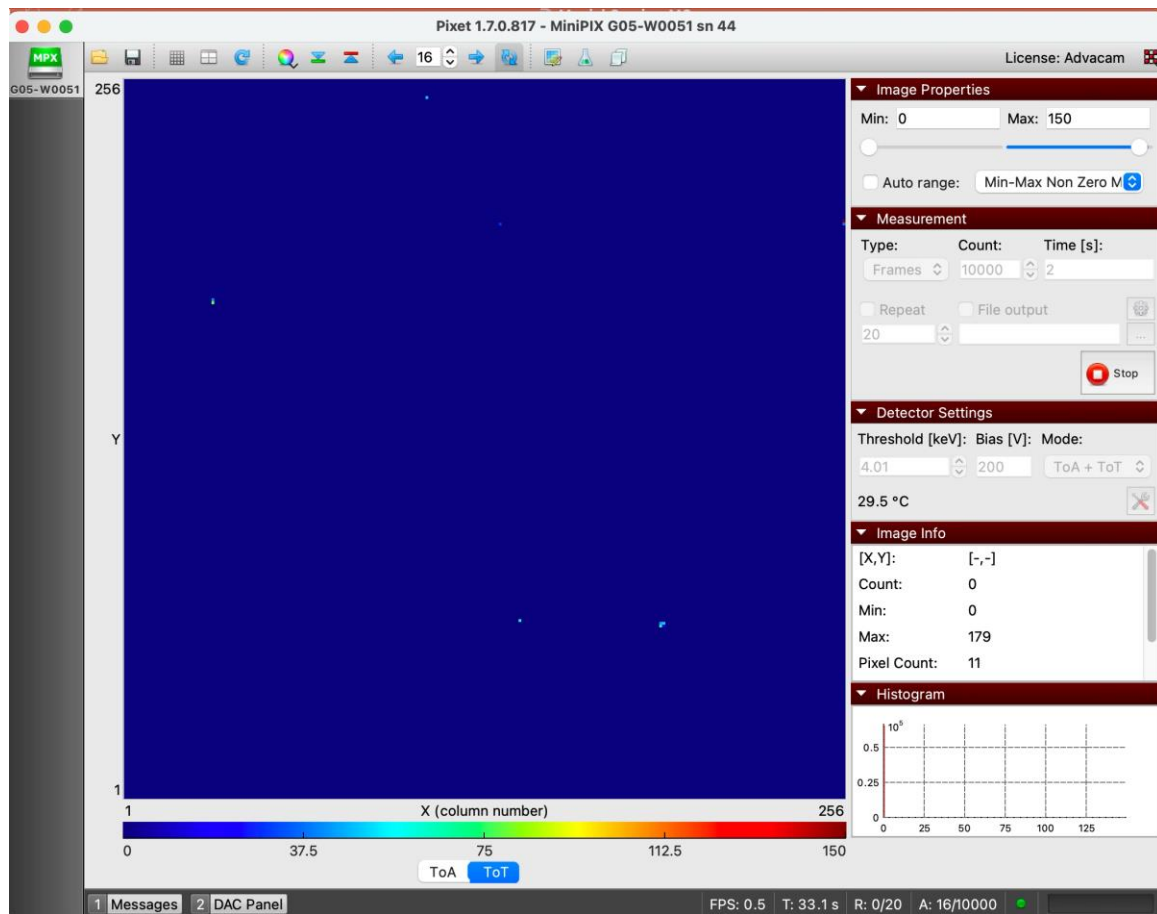 Pixet 1.7.0.817 - MiniPIX G05-W0051 sn 44
MPX
G05-W0051
16
License: Advacam
256
Y
1
1 X (column number) 256
0 37.5 75 112.5 150
ToA ToT
Image Properties
Min: 0 Max: 150
Auto range: Min-Max Non Zero M
Measurement
Type: Count: Time [s]:
Frames 10000 2
Repeat File output
20 ...
Stop
Detector Settings
Threshold [keV]: Bias [V]: Mode:
4.01 200 ToA + ToT
29.5 °C
Image Info
[X,Y]: [-,-]
Count: 0
Min: 0
Max: 179
Pixel Count: 11
Histogram
10⁵
0.5
0.25
0
0 25 50 75 100 125
1 Messages 2 DAC Panel FPS: 0.5 T: 33.1 s R: 0/20 A: 16/10000